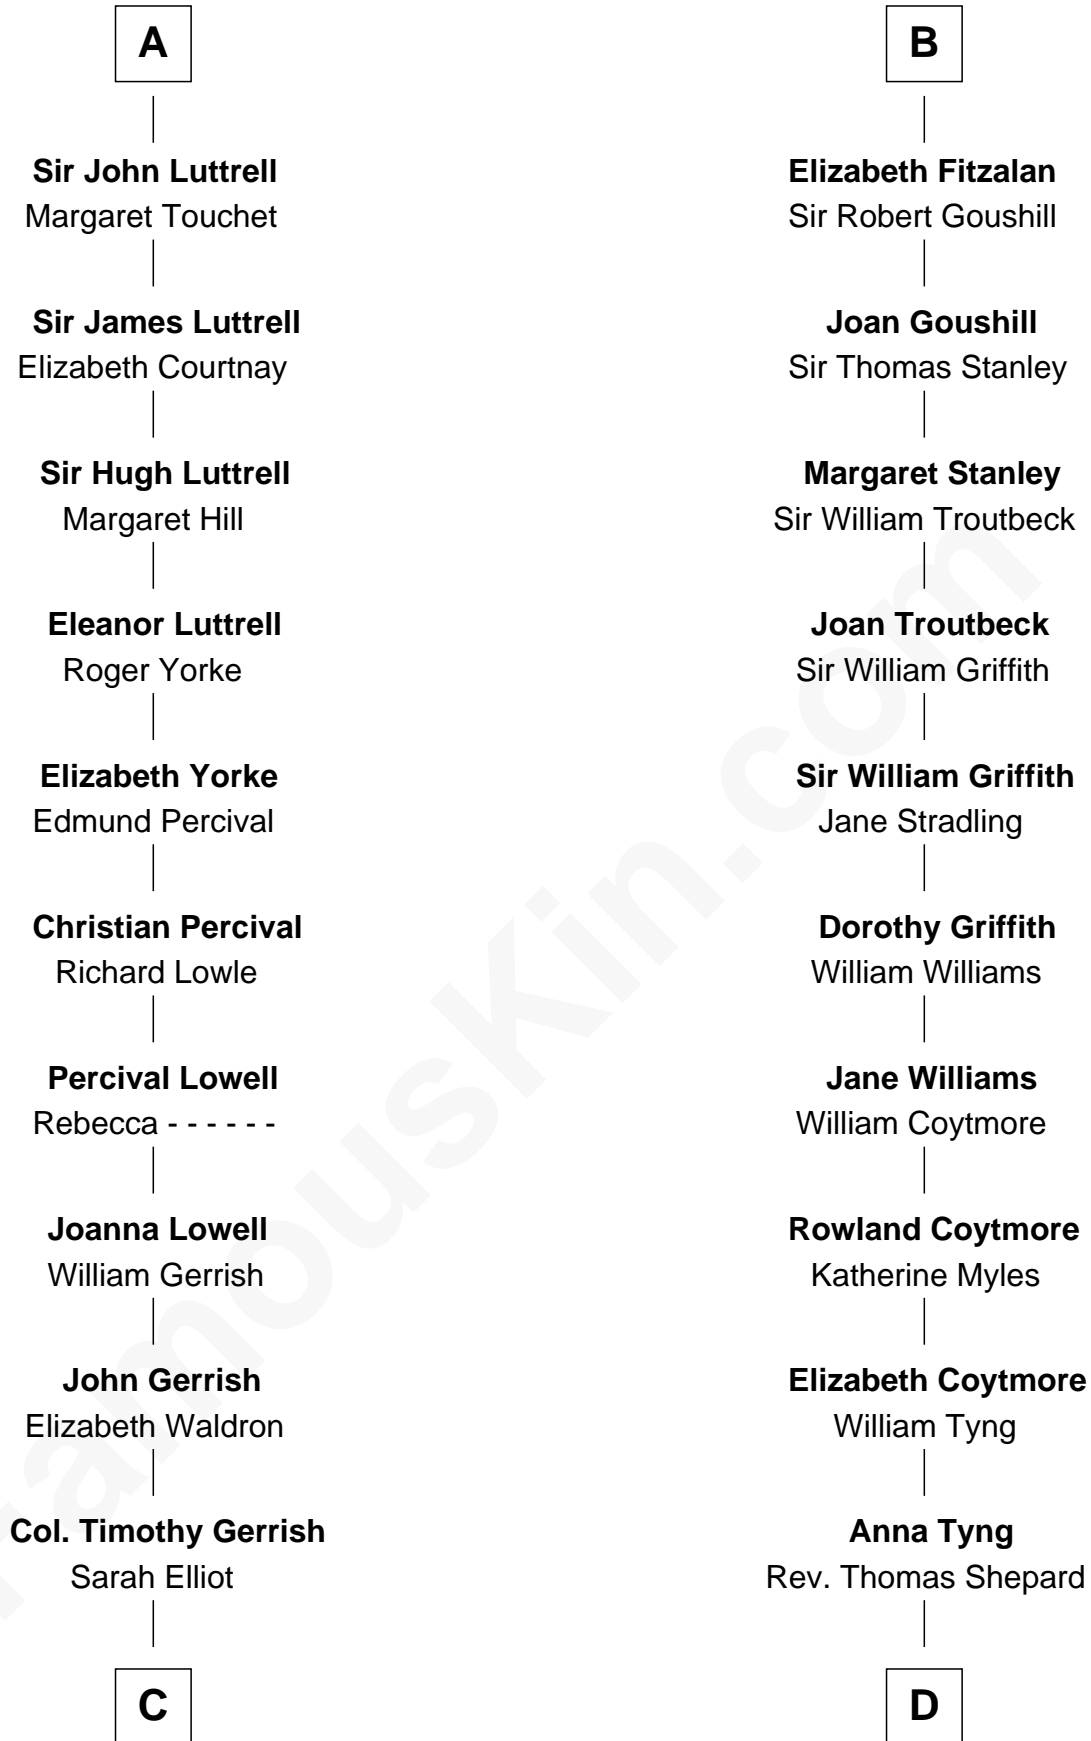 A
Sir John Luttrell
Margaret Touchet
Sir James Luttrell
Elizabeth Courtnay
Sir Hugh Luttrell
Margaret Hill
Eleanor Luttrell
Roger Yorke
Elizabeth Yorke
Edmund Percival
Christian Percival
Richard Lowle
Percival Lowell
Rebecca - - - - - -
Joanna Lowell
William Gerrish
John Gerrish
Elizabeth Waldron
Col. Timothy Gerrish
Sarah Elliot
C
B
Elizabeth Fitzalan
Sir Robert Goushill
Joan Goushill
Sir Thomas Stanley
Margaret Stanley
Sir William Troutbeck
Joan Troutbeck
Sir William Griffith
Sir William Griffith
Jane Stradling
Dorothy Griffith
William Williams
Jane Williams
William Coytmore
Rowland Coytmore
Katherine Myles
Elizabeth Coytmore
William Tyng
Anna Tyng
Rev. Thomas Shepard
D
FamousKin.com